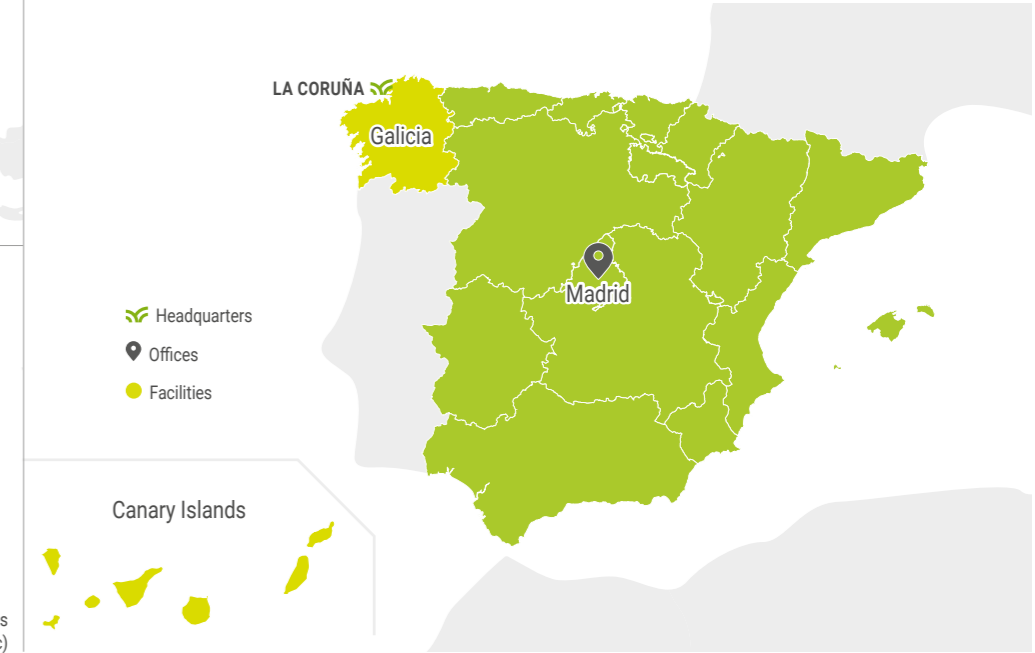 LA CORUÑA
Galicia
Madrid
Headquarters
Offices
Facilities
Canary Islands
s
c)